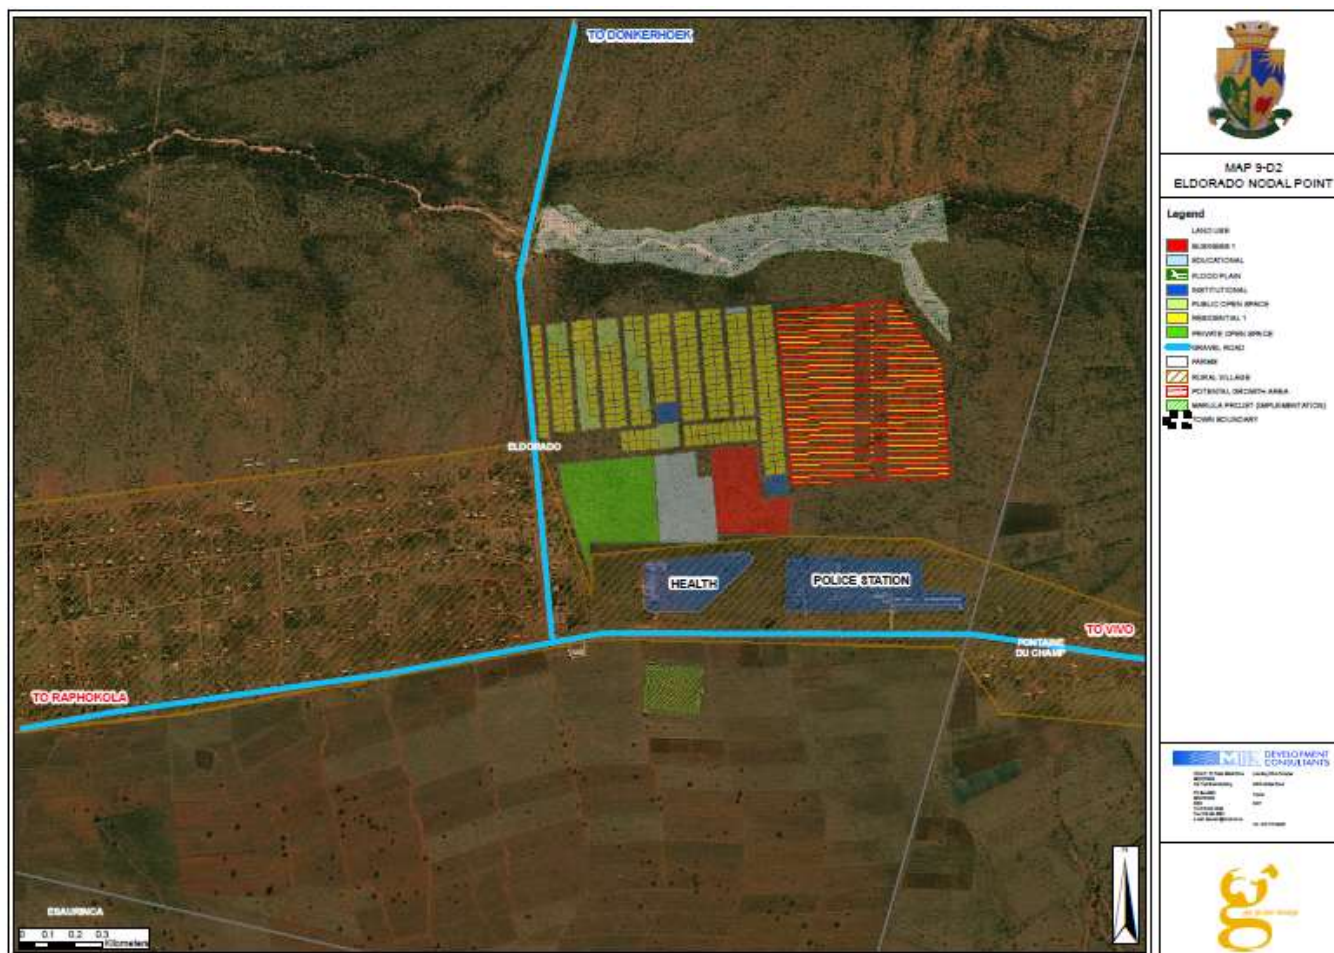 TO DONKERHOEK
ELDORADO
HEALTH
POLICE STATION
TO VIVO
FONTAINE
DU CHAMP
TO RAPHOKOLA
0 0.1 0.2 0.3
Kilometers
MAP 9-D2
ELDORADO NODAL POINT
Legend
LAND USE
BUSINESS 1
EDUCATIONAL
FLOOD PLAIN
INSTITUTIONAL
PUBLIC OPEN SPACE
RESIDENTIAL 1
PRIVATE OPEN SPACE
GRAVEL ROAD
FARMS
RURAL VILLAGE
POTENTIAL GROWTH AREA
MARULA PROJET (IMPLEMENTATION)
TOWN BOUNDARY
DEVELOPMENT
CONSULTANTS